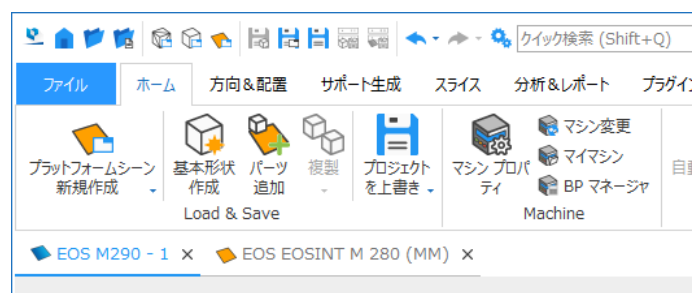 クイック検索 (Shift+Q)
ファイル ホーム 方向&配置 サポート生成 スライス 分析&レポート プラグイン
プラットフォームシーン 新規作成
基本形状 作成
パーツ 追加
複製
プロジェクト を上書き
マシン プロパ ティ
マシン変更
マイマシン
BP マネージャ
自動
Load & Save
Machine
EOS M290 - 1 × EOS EOSINT M 280 (MM) ×